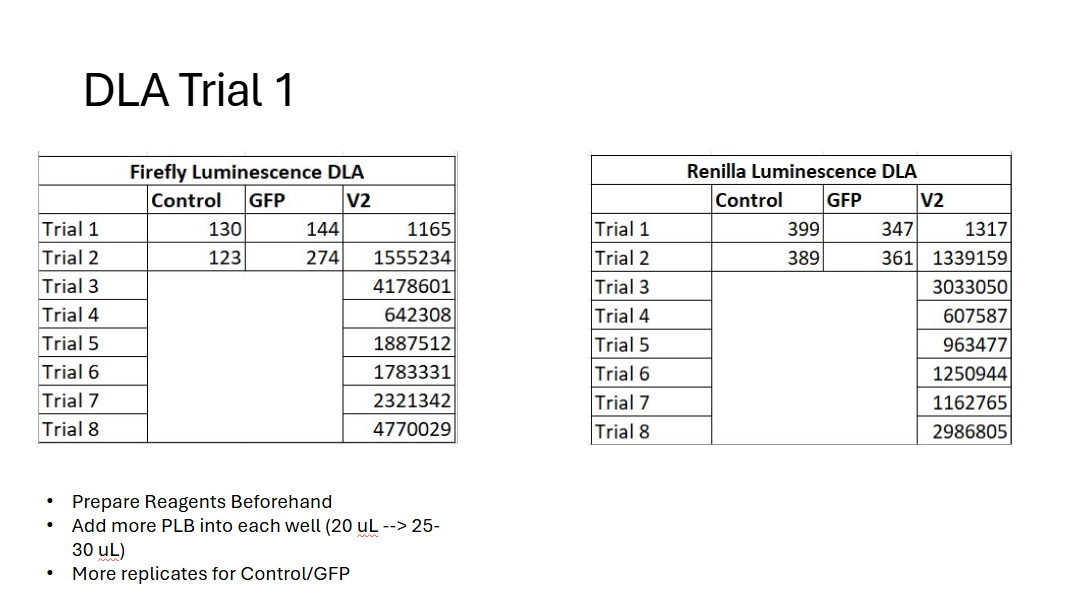 DLA Trial 1
Firefly Luminescence DLA
Control GFP V2
Trial 1 130 144 1165
Trial 2 123 274 1555234
Trial 3 4178601
Trial 4 642308
Trial 5 1887512
Trial 6 1783331
Trial 7 2321342
Trial 8 4770029
Renilla Luminescence DLA
Control GFP V2
Trial 1 399 347 1317
Trial 2 389 361 1339159
Trial 3 3033050
Trial 4 607587
Trial 5 963477
Trial 6 1250944
Trial 7 1162765
Trial 8 2986805
• Prepare Reagents Beforehand
• Add more PLB into each well (20 uL --> 25-
30 uL)
• More replicates for Control/GFP